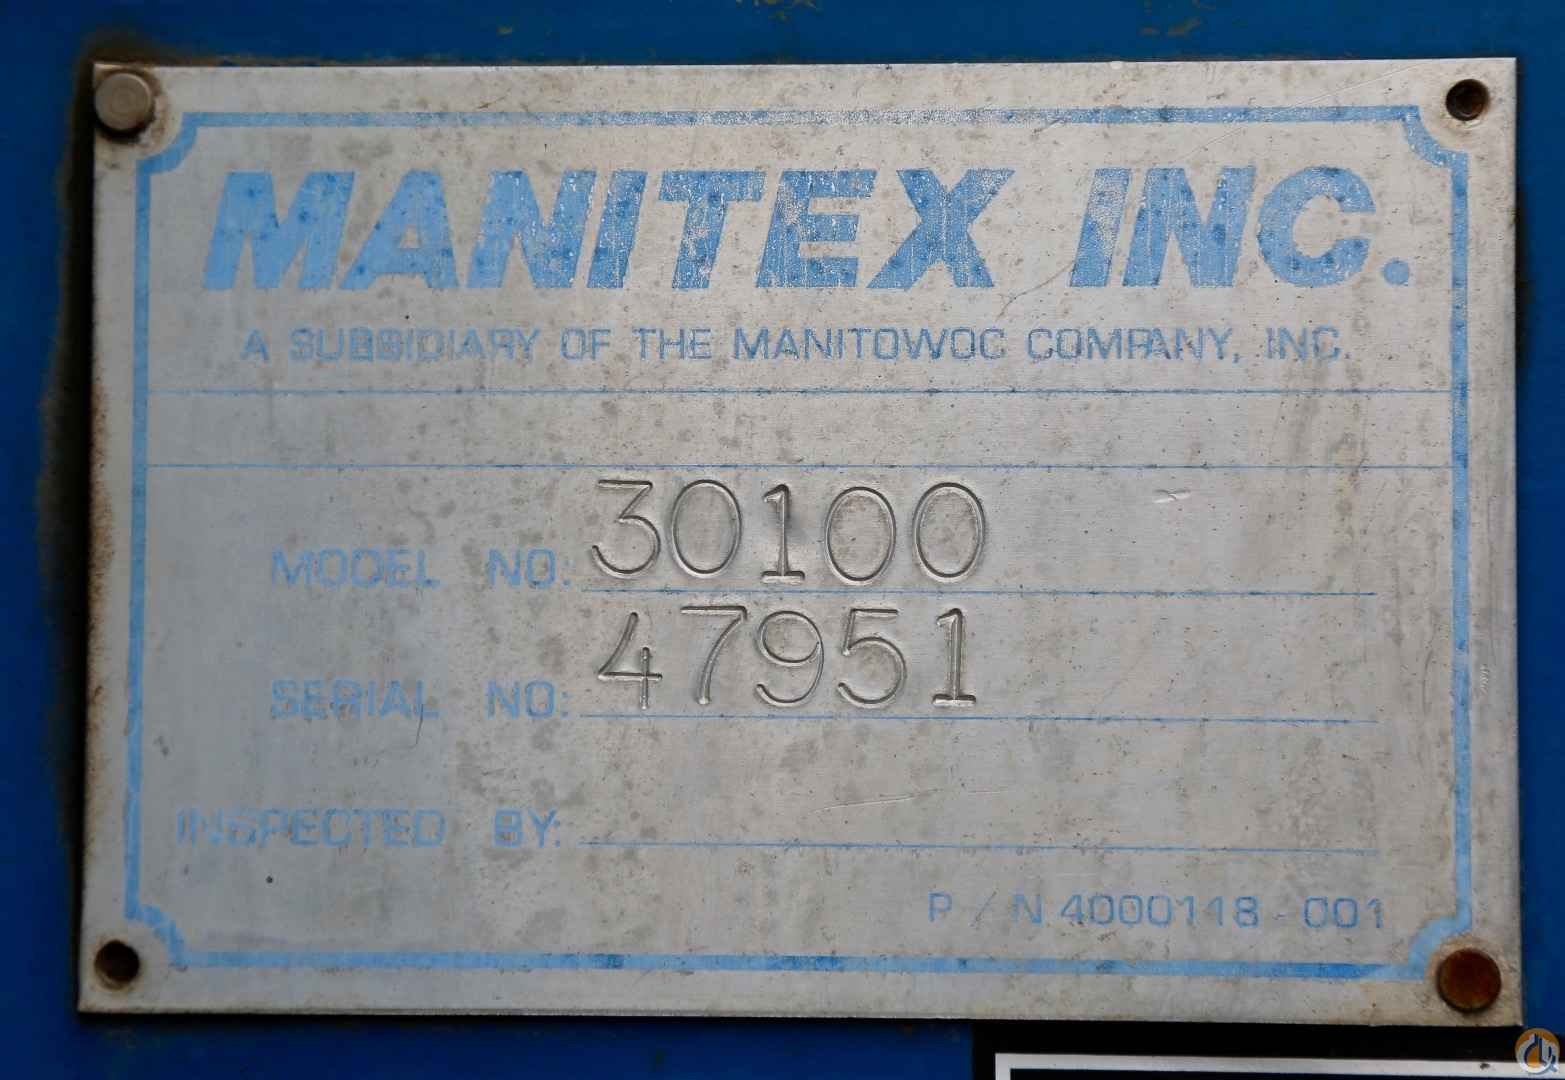 MANITEX INC.
A SUBSIDIARY OF THE MANITOWOC COMPANY, INC.
MODEL NO: 30100
SERIAL NO: 47951
INSPECTED BY:
P/N 4000118-001